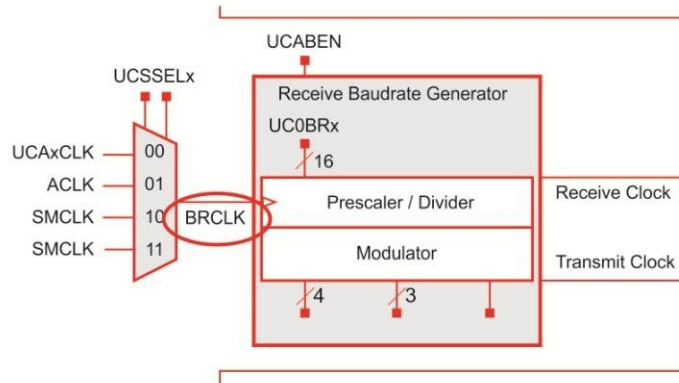 UCABEN
UCSSELx
Receive Baudrate Generator
UC0BRx
16
UCAxCLK 00
ACLK 01
SMCLK 10
SMCLK 11
BRCLK
Prescaler / Divider
Receive Clock
Modulator
Transmit Clock
4 3